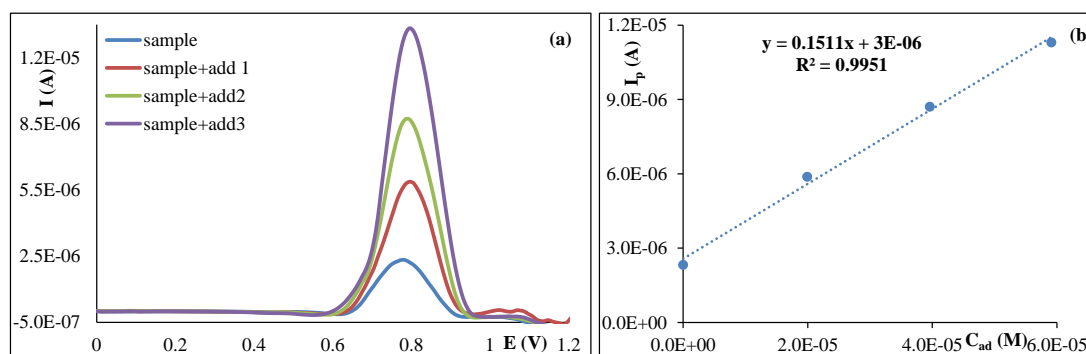 (a)
I (A)
1.2E-05
8.5E-06
5.5E-06
2.5E-06
-5.0E-07
sample
sample+add 1
sample+add2
sample+add3
0
0.2
0.4
0.6
0.8
1
E (V)
1.2
(b)
Ip (A)
1.2E-05
9.0E-06
6.0E-06
3.0E-06
0.0E+00
y = 0.1511x + 3E-06
R² = 0.9951
0.0E+00
2.0E-05
4.0E-05
Cad (M)
6.0E-05